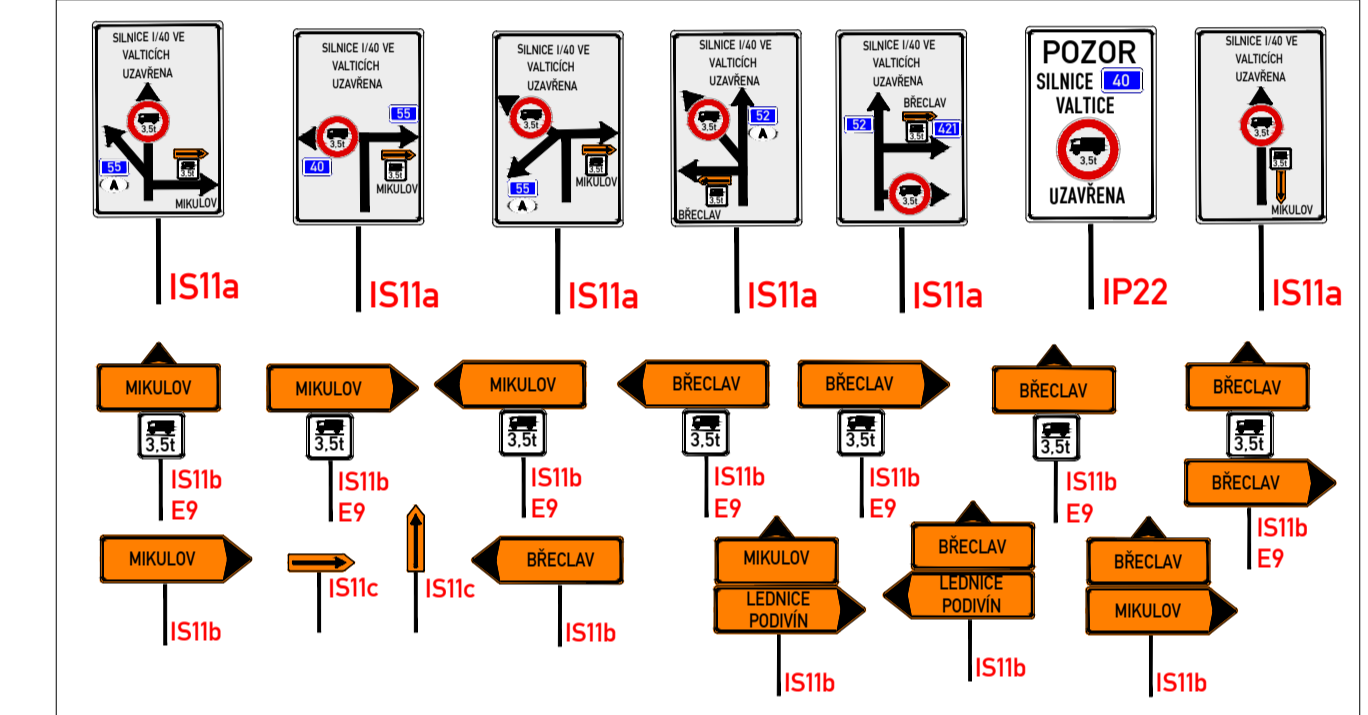 SILNICE I/40 VE
VALTICÍCH
UZAVŘENA
3,5t
55
A
3,5t
MIKULOV
IS11a
SILNICE I/40 VE
VALTICÍCH
UZAVŘENA
55
3,5t
40
3,5t
MIKULOV
IS11a
SILNICE I/40 VE
VALTICÍCH
UZAVŘENA
3,5t
3,5t
MIKULOV
55
A
IS11a
SILNICE I/40 VE
VALTICÍCH
UZAVŘENA
3,5t
52
A
3,5t
BŘECLAV
IS11a
SILNICE I/40 VE
VALTICÍCH
UZAVŘENA
BŘECLAV
52
3,5t
421
3,5t
IS11a
POZOR
SILNICE 40
VALTICE
3,5t
UZAVŘENA
IP22
SILNICE I/40 VE
VALTICÍCH
UZAVŘENA
3,5t
3,5t
MIKULOV
IS11a
MIKULOV
3,5t
IS11b
E9
MIKULOV
3,5t
IS11b
E9
MIKULOV
3,5t
IS11b
E9
BŘECLAV
3,5t
IS11b
E9
BŘECLAV
3,5t
IS11b
E9
BŘECLAV
3,5t
IS11b
E9
BŘECLAV
3,5t
BŘECLAV
IS11b
E9
MIKULOV
IS11b
IS11c
IS11c
BŘECLAV
IS11b
MIKULOV
LEDNICE
PODIVÍN
IS11b
BŘECLAV
LEDNICE
PODIVÍN
IS11b
BŘECLAV
MIKULOV
IS11b